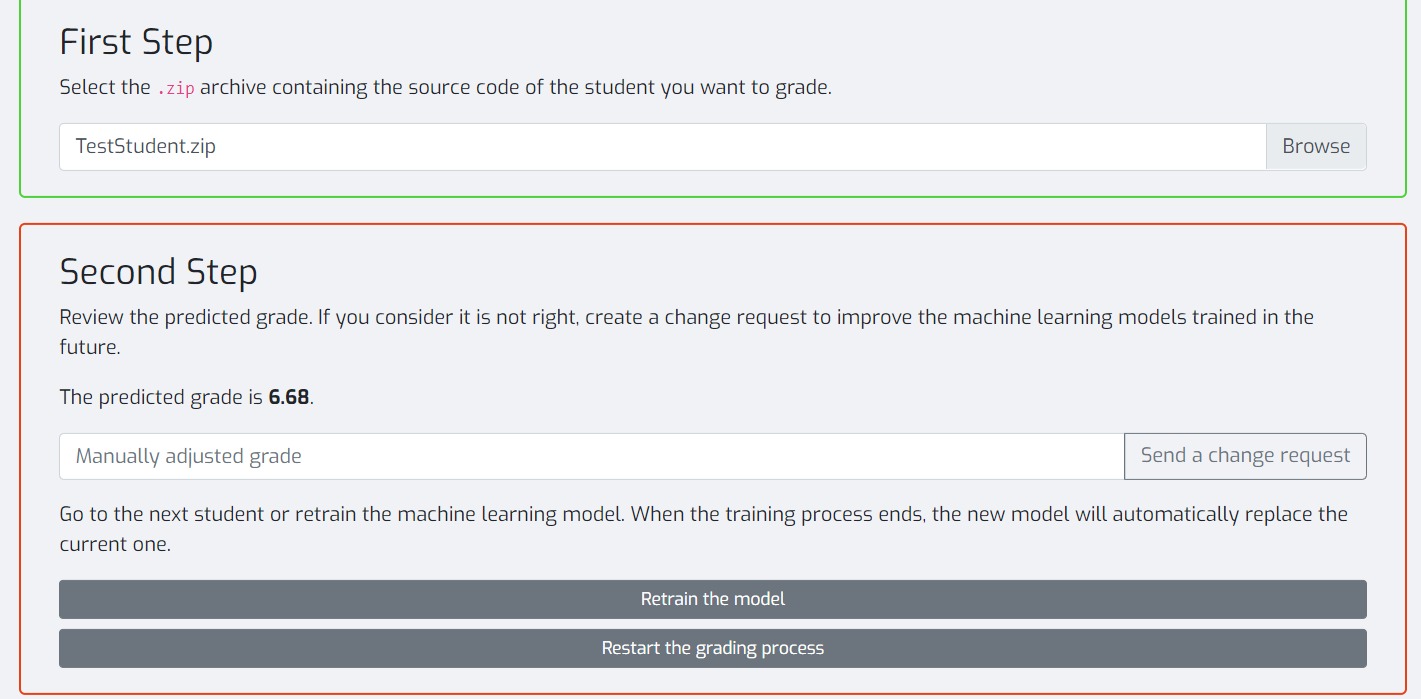 First Step
Select the .zip archive containing the source code of the student you want to grade.
TestStudent.zip
Browse
Second Step
Review the predicted grade. If you consider it is not right, create a change request to improve the machine learning models trained in the
future.
The predicted grade is 6.68.
Manually adjusted grade
Send a change request
Go to the next student or retrain the machine learning model. When the training process ends, the new model will automatically replace the
current one.
Retrain the model
Restart the grading process